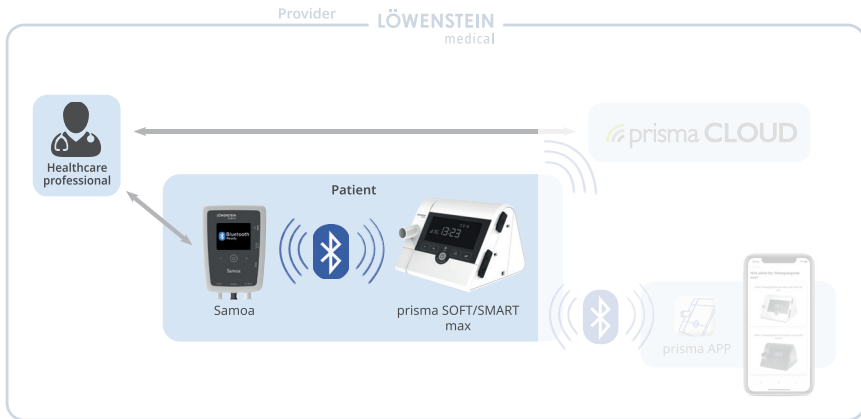 Provider
LÖWENSTEIN
medical
prisma CLOUD
Healthcare
professional
Patient
LÖWENSTEIN
Bluetooth
Ready
Samoa
13:23
Samoa
prisma SOFT/SMART
max
prisma APP